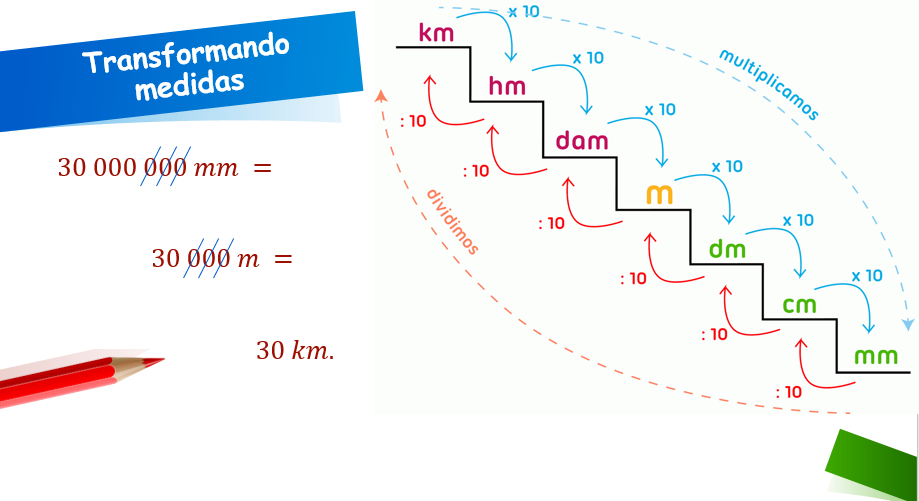 Transformando
medidas
30 000 000 mm =
30 000 m =
30 km.
km
x 10
hm
x 10
dam
x 10
m
x 10
dm
x 10
cm
x 10
mm
multiplicamos
: 10
: 10
: 10
: 10
: 10
: 10
dividimos